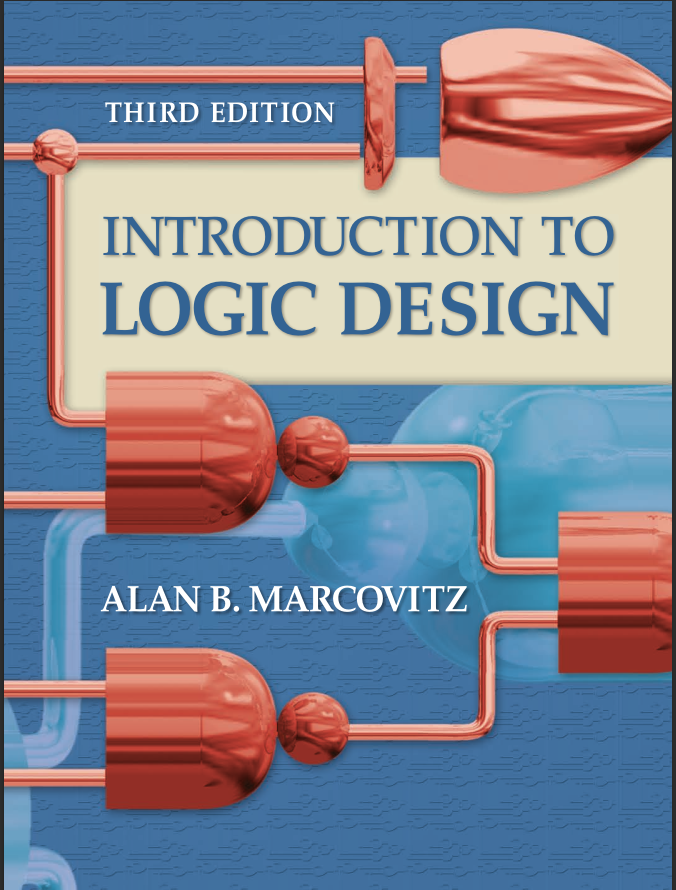 THIRD EDITION
INTRODUCTION TO
LOGIC DESIGN
ALAN B. MARCOVITZ